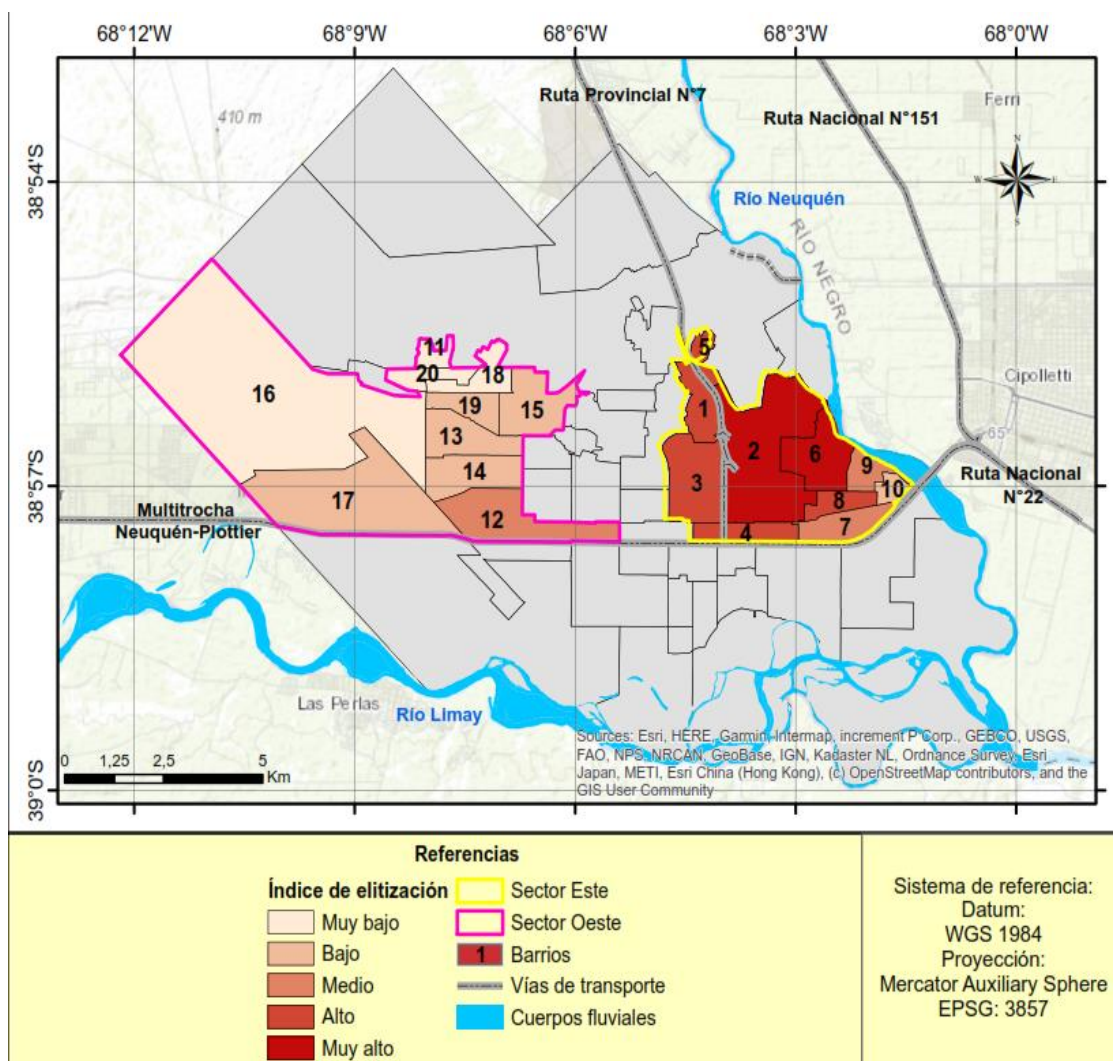 68°12'W 68°9'W 68°6'W 68°3'W 68°0'W
Ruta Provincial N°7
Ferri
410 m
Ruta Nacional N°151
N
W E
S
38°54'S
Río Neuquén
RÍO NEGRO
5
11
20 18
16
1
Cipolletti
19 15
65
13
2 6
9
14
3
10
38°57'S
17
8
Ruta Nacional
N°22
Multitrocha
Neuquén-Plottier
12
4
7
Las Perlas
Río Limay
Sources: Esri, HERE, Garmin, Intermap, increment P Corp., GEBCO, USGS,
FAO, NPS, NRCAN, GeoBase, IGN, Kadaster NL, Ordnance Survey, Esri
Japan, METI, Esri China (Hong Kong), (c) OpenStreetMap contributors, and the
GIS User Community
0 1,25 2,5 5
Km
39°0'S
Referencias
Índice de elitización
Muy bajo
Bajo
Medio
Alto
Muy alto
Sector Este
Sector Oeste
1 Barrios
Vías de transporte
Cuerpos fluviales
Sistema de referencia:
Datum:
WGS 1984
Proyección:
Mercator Auxiliary Sphere
EPSG: 3857